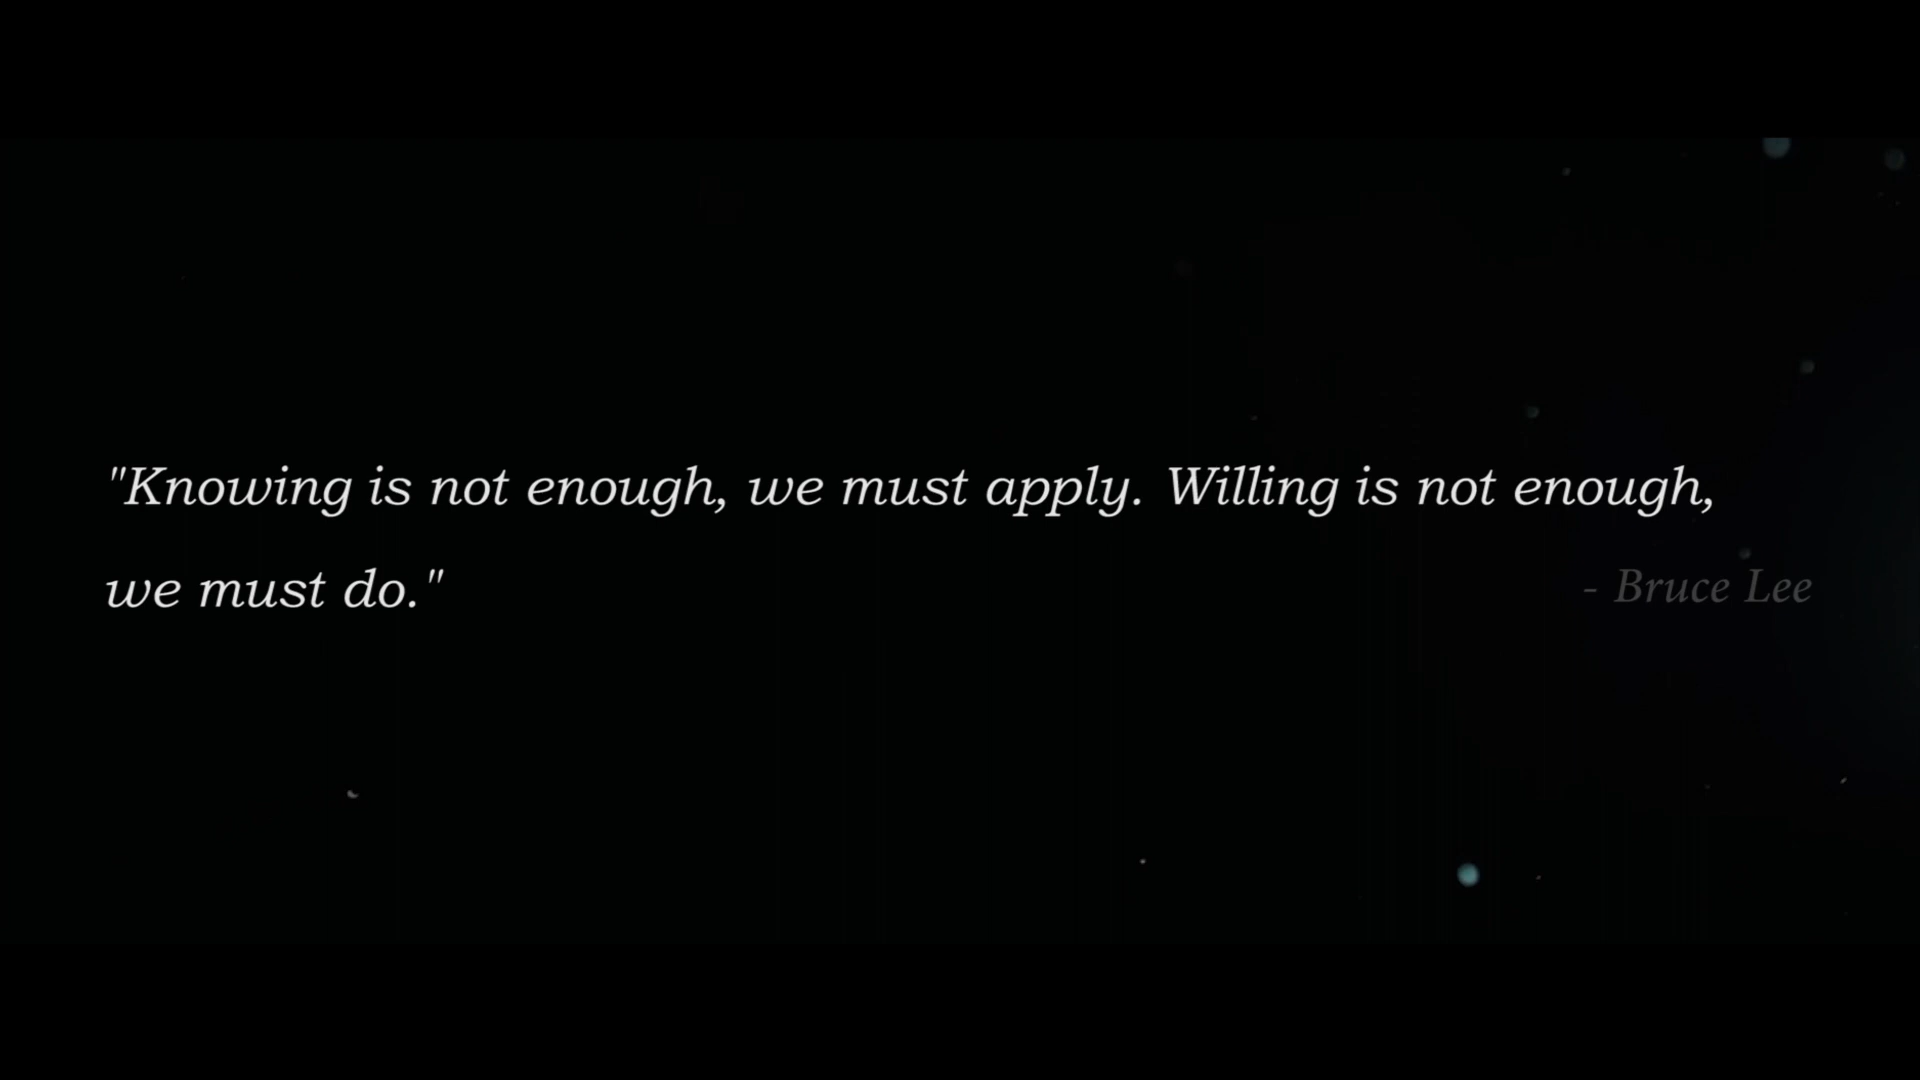 "Knowing is not enough, we must apply. Willing is not enough,
we must do."
- Bruce Lee